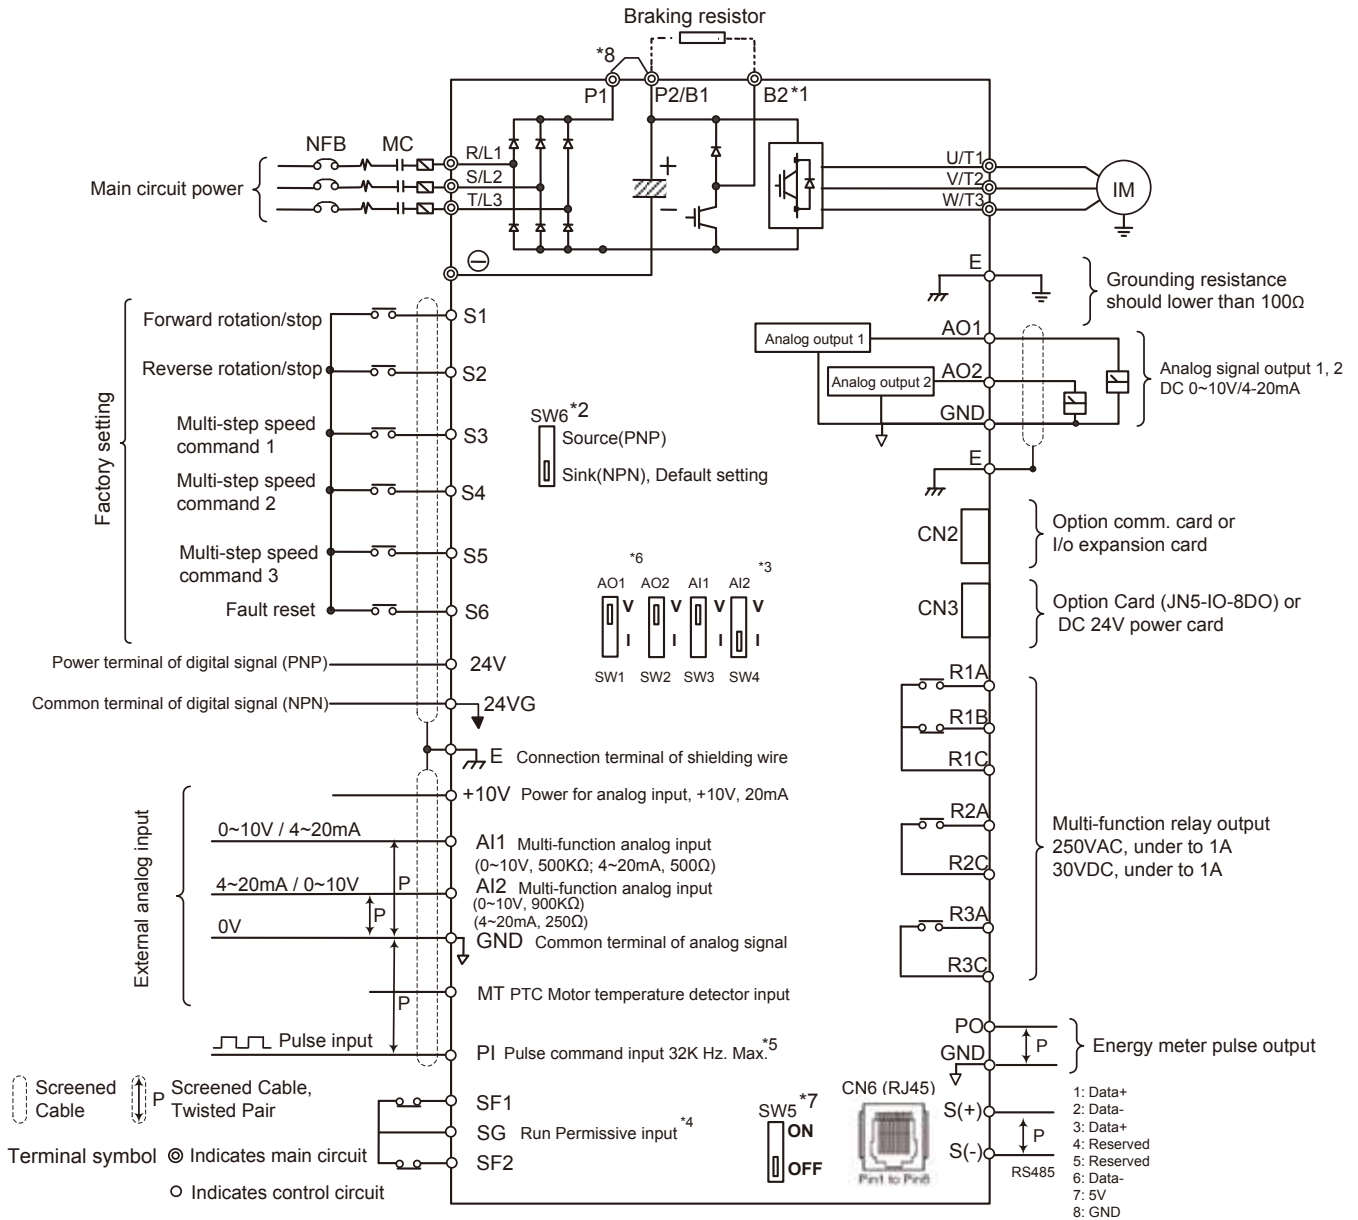 Braking resistor
*8
P1
P2/B1
B2*1
NFB
MC
R/L1
S/L2
T/L3
Main circuit power
+
−
U/T1
V/T2
W/T3
IM
E
Grounding resistance
should lower than 100Ω
Factory setting
Forward rotation/stop
S1
Reverse rotation/stop
S2
Multi-step speed
command 1
S3
Multi-step speed
command 2
S4
Multi-step speed
command 3
S5
Fault reset
S6
Power terminal of digital signal (PNP)
24V
Common terminal of digital signal (NPN)
24VG
E Connection terminal of shielding wire
SW6*2
Source(PNP)
Sink(NPN), Default setting
*6
*3
AO1 AO2 AI1 AI2
V V V V
I I I I
SW1 SW2 SW3 SW4
Analog output 1
AO1
Analog output 2
AO2
GND
E
Analog signal output 1, 2
DC 0~10V/4-20mA
CN2
Option comm. card or
I/o expansion card
CN3
Option Card (JN5-IO-8DO) or
DC 24V power card
R1A
R1B
R1C
R2A
R2C
R3A
R3C
Multi-function relay output
250VAC, under to 1A
30VDC, under to 1A
External analog input
+10V Power for analog input, +10V, 20mA
0~10V / 4~20mA
AI1 Multi-function analog input
(0~10V, 500KΩ; 4~20mA, 500Ω)
P
4~20mA / 0~10V
AI2 Multi-function analog input
(0~10V, 900KΩ)
(4~20mA, 250Ω)
P
0V
GND Common terminal of analog signal
MT PTC Motor temperature detector input
P
Pulse input
PI Pulse command input 32K Hz. Max.*5
PO
P
GND
Energy meter pulse output
Screened
Cable
P
Screened Cable,
Twisted Pair
Terminal symbol
Indicates main circuit
Indicates control circuit
SF1
SG Run Permissive input *4
SF2
SW5*7
ON
OFF
CN6 (RJ45)
Pin1 to Pin8
S(+)
P
S(-)
RS485
1: Data+
2: Data-
3: Data+
4: Reserved
5: Reserved
6: Data-
7: 5V
8: GND